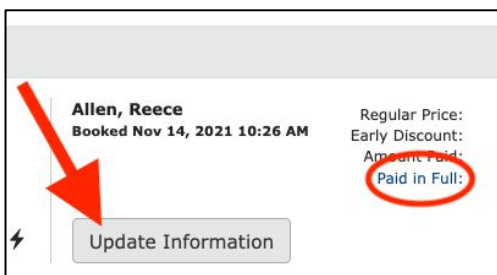 Allen, Reece
Booked Nov 14, 2021 10:26 AM
Regular Price:
Early Discount:
Amount Paid:
Paid in Full:
Update Information